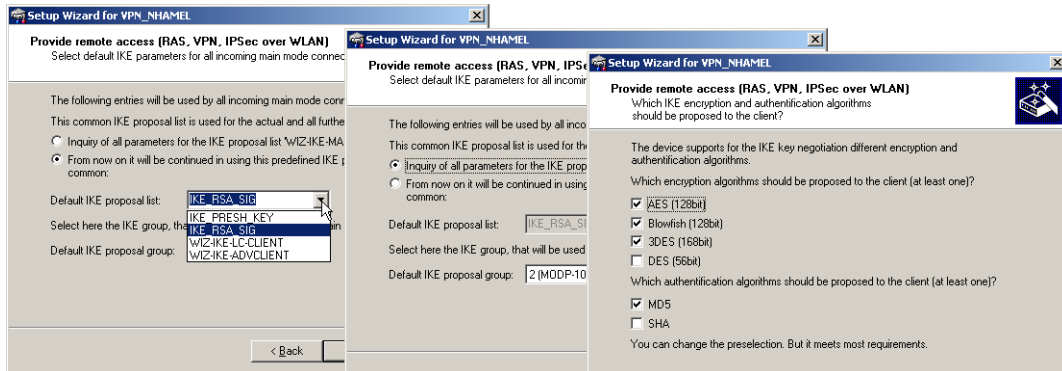 Setup Wizard for VPN_NHAMEL
Provide remote access (RAS, VPN, IPSec over WLAN)
Select default IKE parameters for all incoming main mode connec
The following entries will be used by all incoming main mode conn
This common IKE proposal list is used for the actual and all furthe
Inquiry of all parameters for the IKE proposal list 'WIZ-IKE-MA
From now on it will be continued in using this predefined IKE p
common:
Default IKE proposal list: IKE_RSA_SIG
IKE_PRESH_KEY
IKE_RSA_SIG
WIZ-IKE-LC-CLIENT
WIZ-IKE-ADVCLIENT
Select here the IKE group, tha
ain
Default IKE proposal group:
< Back
Setup Wizard for VPN_NHAMEL
Provide remote access (RAS, VPN, IPSe
Select default IKE parameters for all incomin
The following entries will be used by all inco
This common IKE proposal list is used for th
Inquiry of all parameters for the IKE prop
From now on it will be continued in using
common:
Default IKE proposal list: IKE_RSA_SI
Select here the IKE group, that will be used
Default IKE proposal group: 2 (MODP-10
Setup Wizard for VPN_NHAMEL
Provide remote access (RAS, VPN, IPSec over WLAN)
Which IKE encryption and authentification algorithms
should be proposed to the client?
The device supports for the IKE key negotiation different encryption and
authentification algorithms.
Which encryption algorithms should be proposed to the client (at least one)?
AES (128bit)
Blowfish (128bit)
3DES (168bit)
DES (56bit)
Which authentification algorithms should be proposed to the client (at least one)?
MD5
SHA
You can change the preselection. But it meets most requirements.